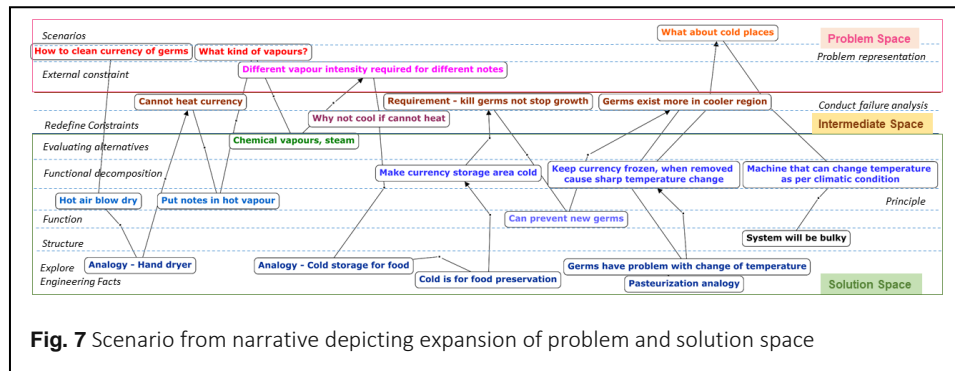 Scenarios
What about cold places
Problem Space
How to clean currency of germs
What kind of vapours?
Problem representation
Different vapour intensity required for different notes
External constraint
Cannot heat currency
Requirement - kill germs not stop growth
Germs exist more in cooler region
Conduct failure analysis
Why not cool if cannot heat
Redefine Constraints
Intermediate Space
Chemical vapours, steam
Evaluating alternatives
Functional decomposition
Make currency storage area cold
Keep currency frozen, when removed
cause sharp temperature change
Machine that can change temperature
as per climatic condition
Hot air blow dry
Put notes in hot vapour
Principle
Function
Can prevent new germs
Structure
System will be bulky
Explore
Engineering Facts
Analogy - Hand dryer
Analogy - Cold storage for food
Cold is for food preservation
Germs have problem with change of temperature
Pasteurization analogy
Solution Space
Fig. 7 Scenario from narrative depicting expansion of problem and solution space